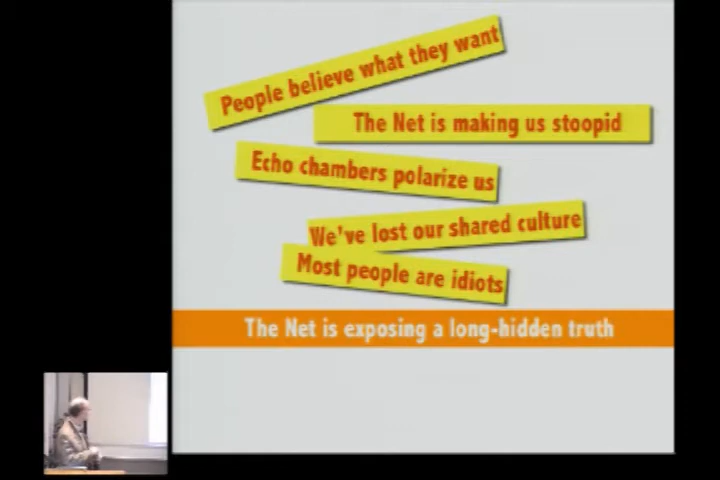 People believe what they want
The Net is making us stoopid
Echo chambers polarize us
We've lost our shared culture
Most people are idiots
The Net is exposing a long-hidden truth